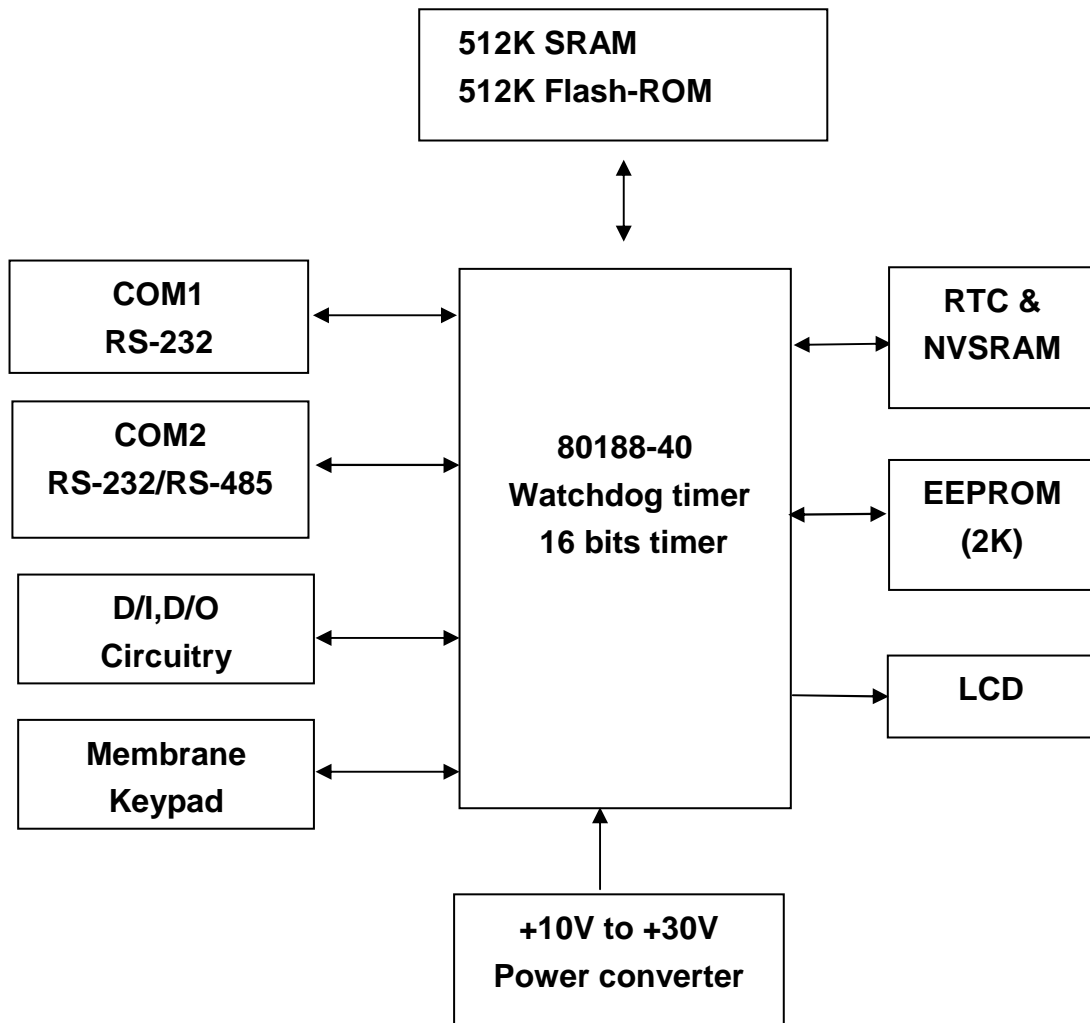 512K SRAM
512K Flash-ROM
COM1
RS-232
RTC &
NVSRAM
COM2
RS-232/RS-485
80188-40
Watchdog timer
16 bits timer
EEPROM
(2K)
D/I,D/O
Circuitry
LCD
Membrane
Keypad
+10V to +30V
Power converter